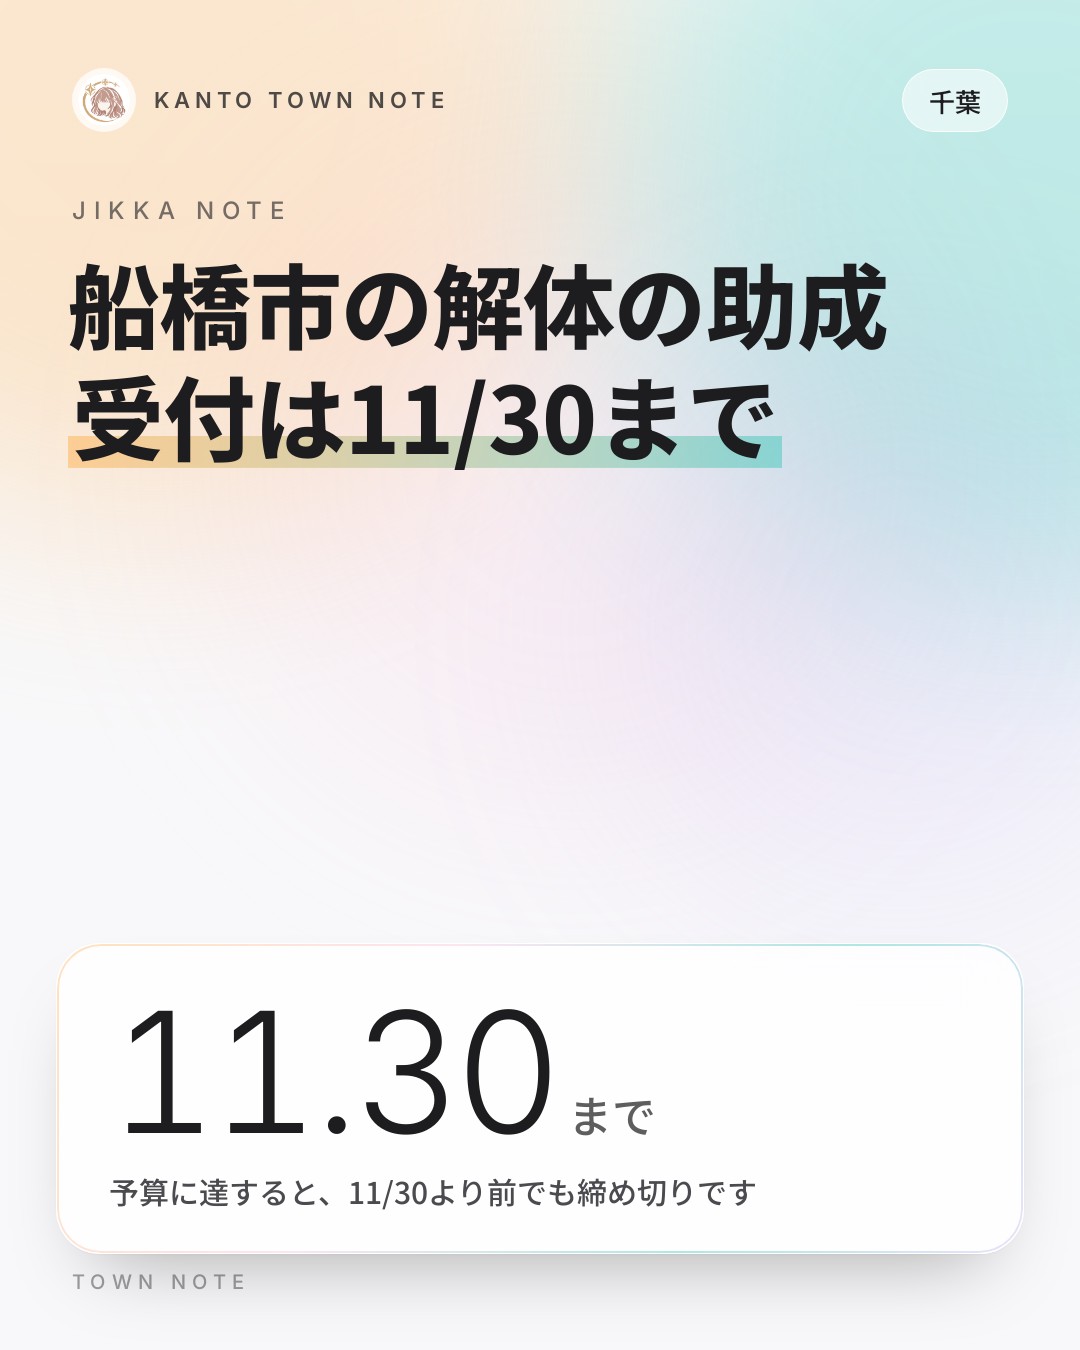 KANTO TOWN NOTE
千葉
JIKKA NOTE
船橋市の解体の助成
受付は11/30まで
11.30 まで
予算に達すると、11/30より前でも締め切りです
TOWN NOTE